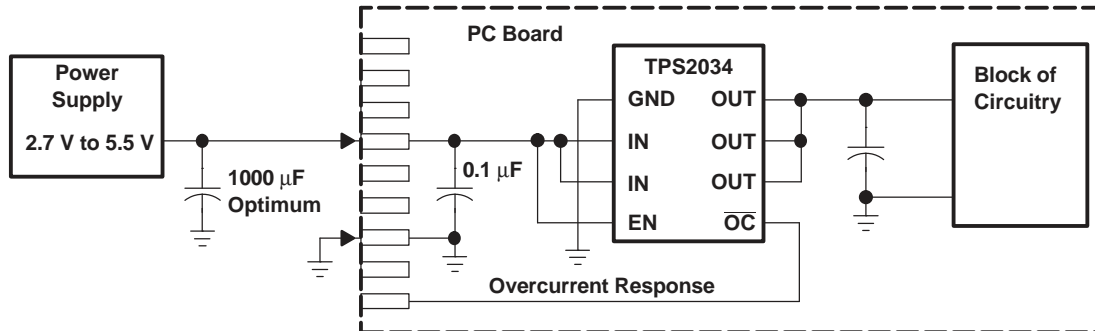 PC Board
Power
Supply
2.7 V to 5.5 V
1000 μF
Optimum
0.1 μF
TPS2034
GND OUT
IN OUT
IN OUT
EN O̅C̅
Block of
Circuitry
Overcurrent Response